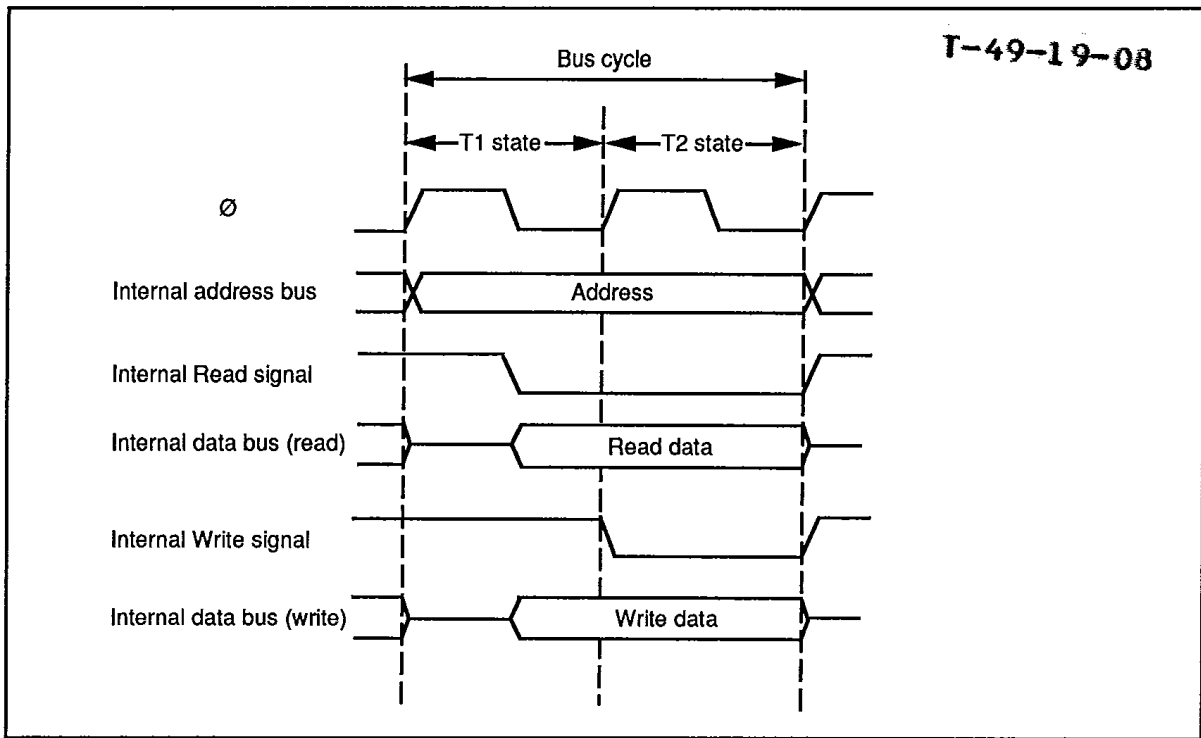 T-49-19-08
Bus cycle
T1 state
T2 state
Ø
Internal address bus
Address
Internal Read signal
Internal data bus (read)
Read data
Internal Write signal
Internal data bus (write)
Write data